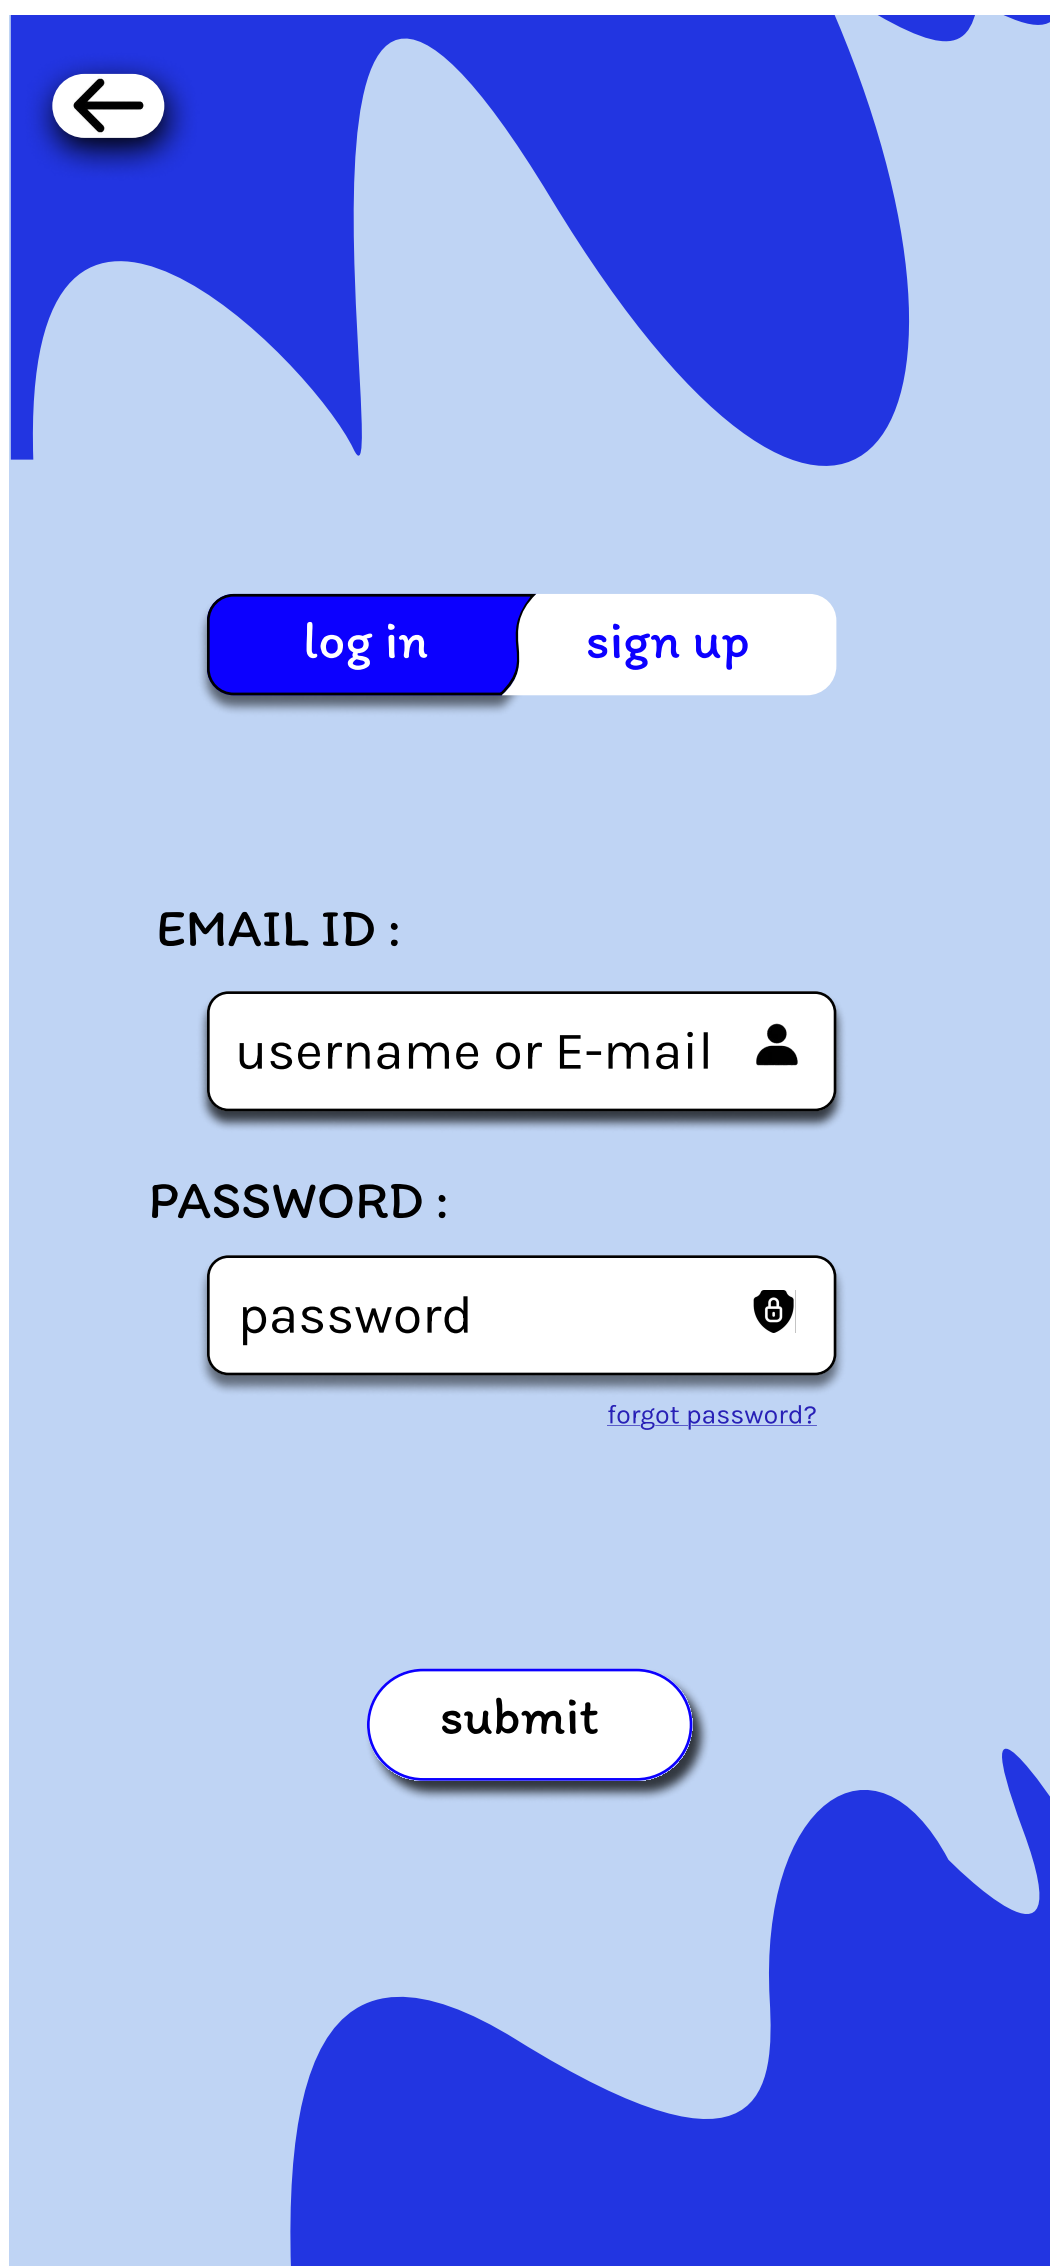 log in sign up
EMAIL ID :
username or E-mail
PASSWORD :
password
forgot password?
submit